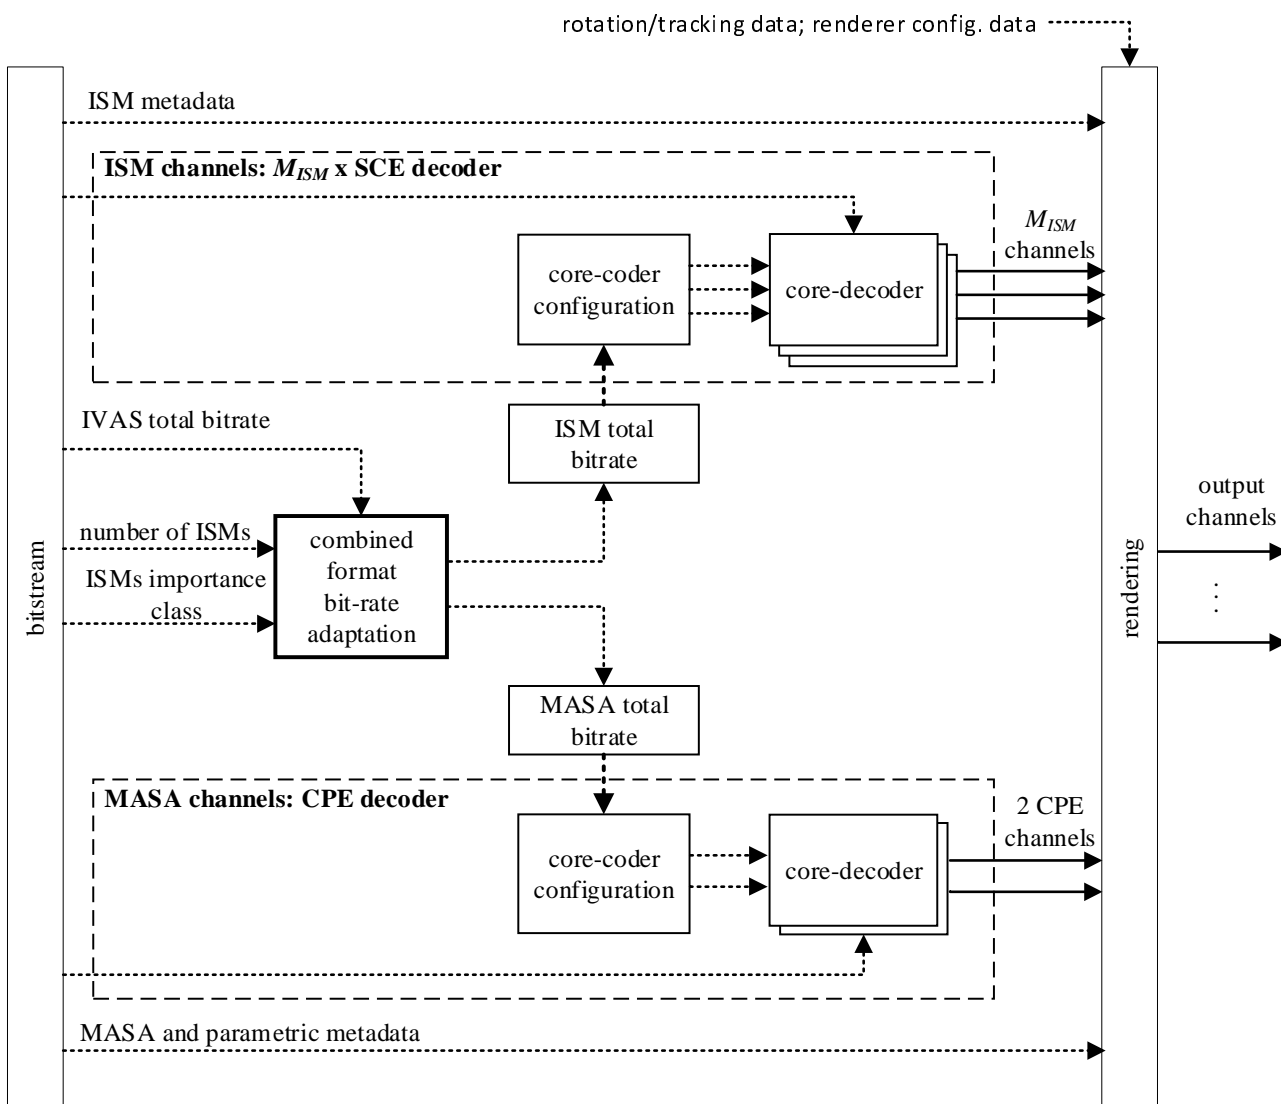 rotation/tracking data; renderer config. data
ISM metadata
ISM channels: M_ISM x SCE decoder
M_ISM
channels
core-coder
configuration
core-decoder
IVAS total bitrate
ISM total
bitrate
number of ISMs
ISMs importance
class
combined
format
bit-rate
adaptation
output
channels
bitstream
rendering
MASA total
bitrate
MASA channels: CPE decoder
2 CPE
channels
core-coder
configuration
core-decoder
MASA and parametric metadata